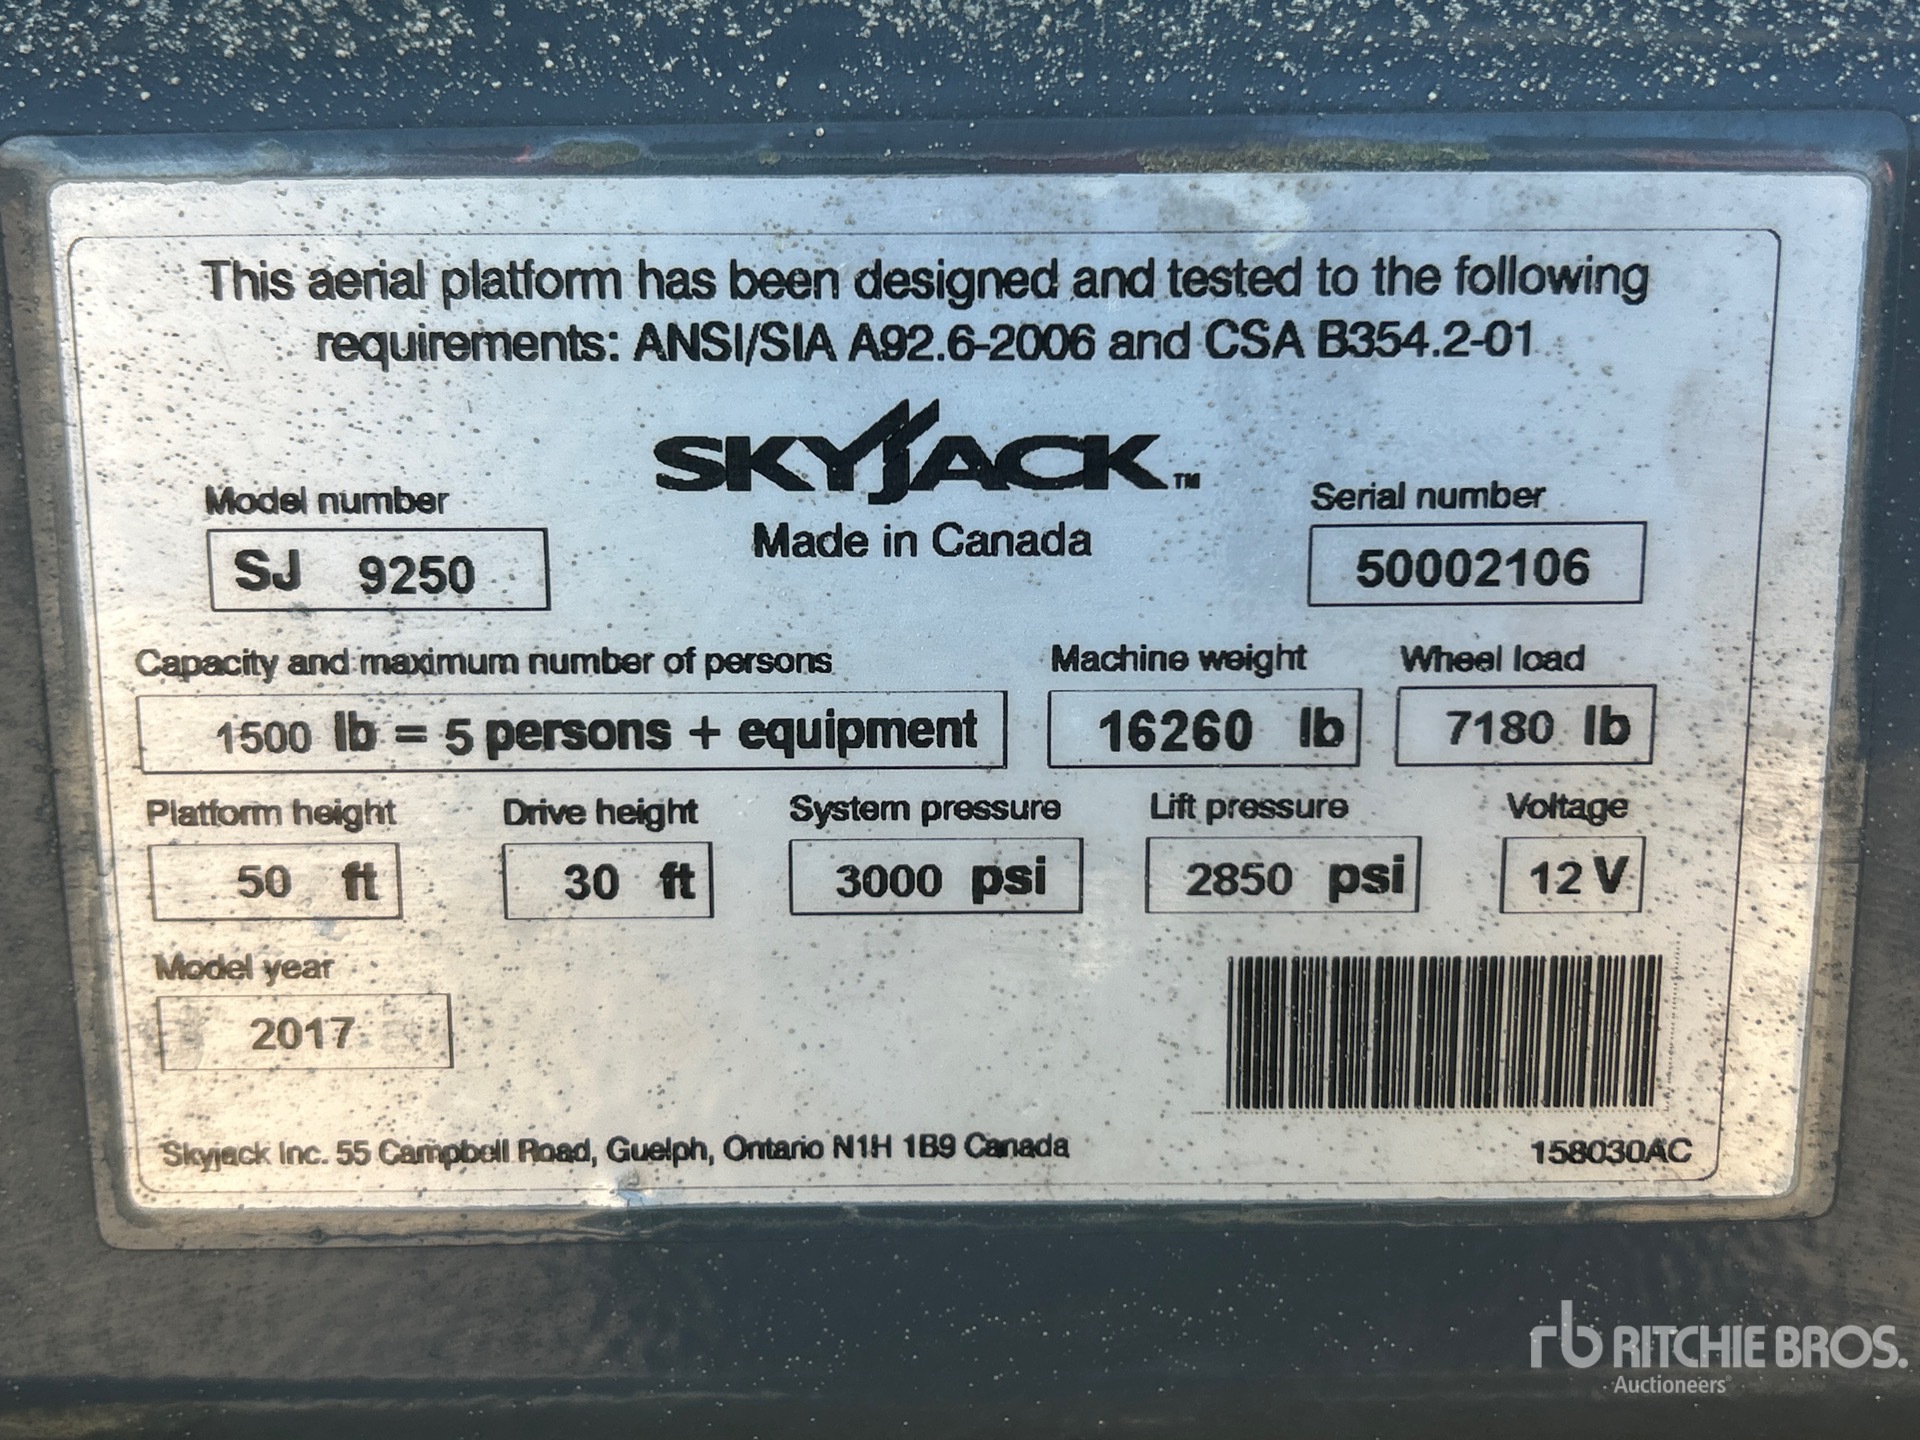 This aerial platform has been designed and tested to the following
requirements: ANSI/SIA A92.6-2006 and CSA B354.2-01
SKYJACK™
Made in Canada
Model number
SJ 9250
Serial number
50002106
Capacity and maximum number of persons
1500 lb = 5 persons + equipment
Machine weight
16260 lb
Wheel load
7180 lb
Platform height
50 ft
Drive height
30 ft
System pressure
3000 psi
Lift pressure
2850 psi
Voltage
12 V
Model year
2017
Skyjack Inc. 55 Campbell Road, Guelph, Ontario N1H 1B9 Canada
158030AC
rb RITCHIE BROS.
Auctioneers